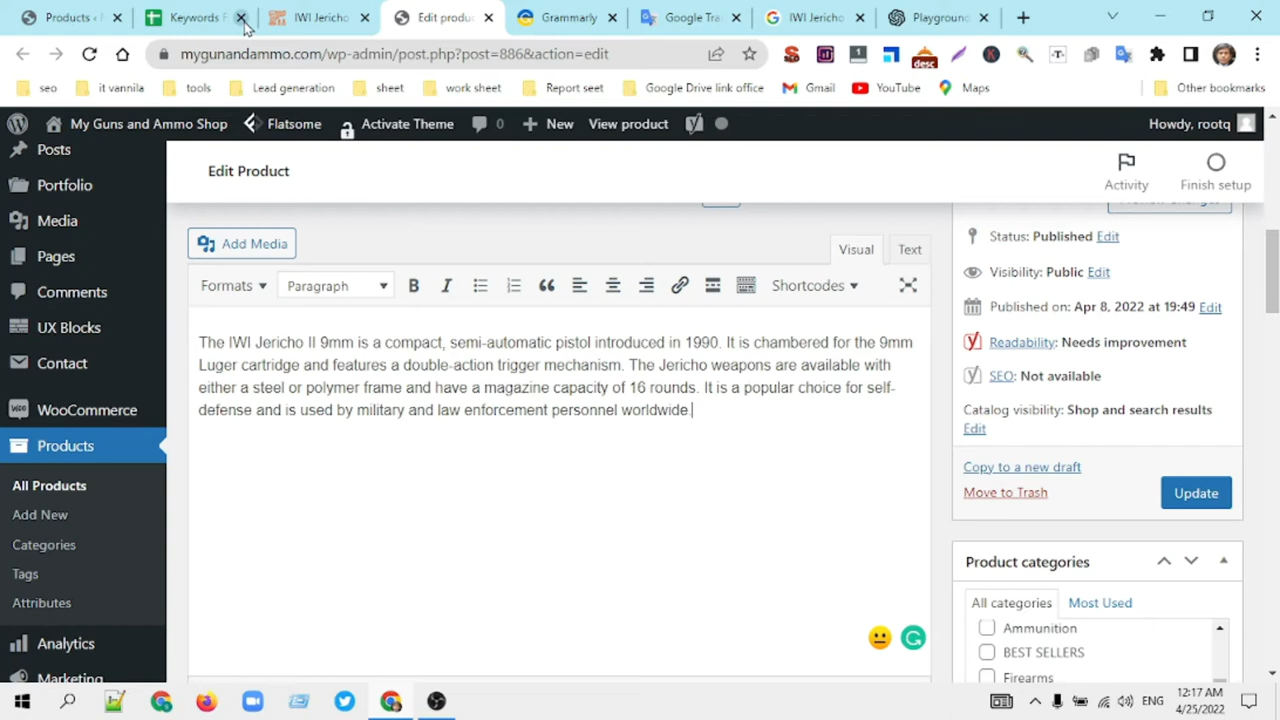 Products <
Keywords F
IWI Jericho
Edit produc
Grammarly
Google Tra
IWI Jericho
Playground
mygunandammo.com/wp-admin/post.php?post=886&action=edit
seo
it vannila
tools
Lead generation
sheet
work sheet
Report seet
Google Drive link office
Gmail
YouTube
Maps
Other bookmarks
My Guns and Ammo Shop
Flatsome
Activate Theme
0
New
View product
Howdy, rootq
Posts
Portfolio
Media
Pages
Comments
UX Blocks
Contact
WooCommerce
Products
All Products
Add New
Categories
Tags
Attributes
Analytics
Marketing
Edit Product
Activity
Finish setup
Add Media
Visual
Text
Formats
Paragraph
Shortcodes
The IWI Jericho II 9mm is a compact, semi-automatic pistol introduced in 1990. It is chambered for the 9mm
Luger cartridge and features a double-action trigger mechanism. The Jericho weapons are available with
either a steel or polymer frame and have a magazine capacity of 16 rounds. It is a popular choice for self-
defense and is used by military and law enforcement personnel worldwide
Preview Changes
Status: Published Edit
Visibility: Public Edit
Published on: Apr 8, 2022 at 19:49 Edit
Readability: Needs improvement
SEO: Not available
Catalog visibility: Shop and search results
Edit
Copy to a new draft
Move to Trash
Update
Product categories
All categories
Most Used
Ammunition
BEST SELLERS
Firearms
ENG
12:17 AM
4/25/2022